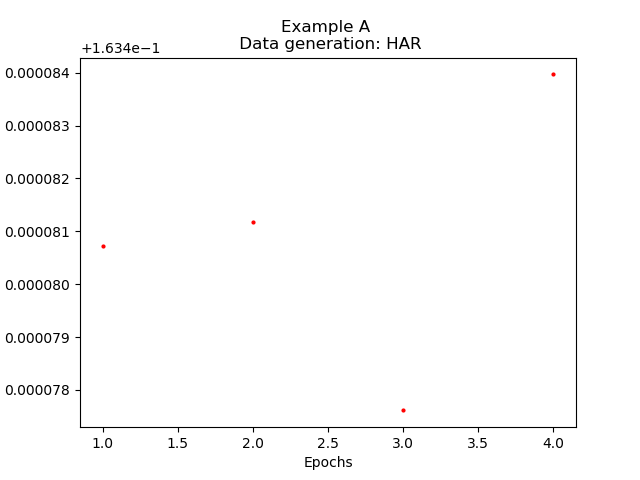 Example A
Data generation: HAR
+1.634e−1
0.000084
0.000083
0.000082
0.000081
0.000080
0.000079
0.000078
1.0 1.5 2.0 2.5 3.0 3.5 4.0
Epochs